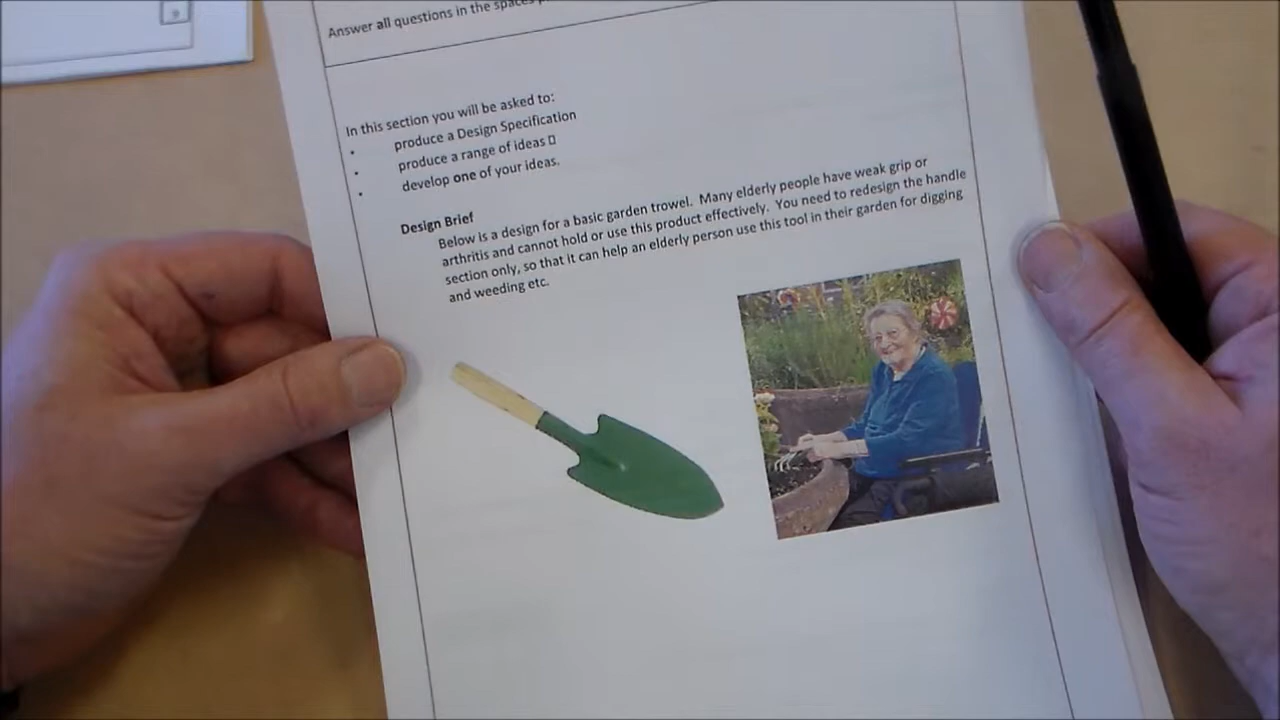 Answer all questions in the spaces
In this section you will be asked to:
• produce a Design Specification
• produce a range of ideas
• develop one of your ideas.
Design Brief
Below is a design for a basic garden trowel. Many elderly people have weak grip or
arthritis and cannot hold or use this product effectively. You need to redesign the handle
section only, so that it can help an elderly person use this tool in their garden for digging
and weeding etc.